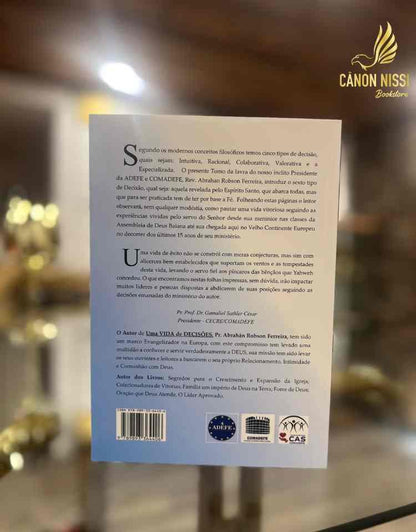 CÂNON NISSI
Bookstore
Segundo os modernos conceitos filosóficos temos cinco tipos de decisão,
quais sejam; Intuitiva, Racional, Colaborativa, Valorativa e a
Especializada. O presente Tomo da lavra do nosso ínclito Presidente
da ADEFE e COMADEFE, Rev. Abrahán Robson Ferreira, introduz o sexto tipo
de Decisão, qual seja: aquela revelada pelo Espírito Santo, que abarca todas, mas
que para ser praticada tem de ter por base a Fé. Folheando estas páginas o leitor
observará, sem qualquer modéstia, como pautar uma vida vitoriosa seguindo as
experiências vividas pelo servo do Senhor desde sua meninice nas classes da
Assembleia de Deus Baiana até sua chegada aqui no Velho Continente Europeu
no decorrer dos últimos 15 anos de seu ministério.
Uma vida de êxito não se constrói com meras conjecturas, mas sim com
alicerces bem estabelecidos que suportam os ventos e as tempestades
desta vida, levando o servo fiel aos píncaros das bênçãos que Yahweh
concedeu. O que encontramos nestas folhas impressas, sem dúvida, não impactar
muitos líderes e pessoas dispostas a abdicarem de suas posições seguindo as
decisões emanadas do ministério do autor.
Pr. Prof. Dr. Gamaliel Sathler César
Presidente - CECRE/COMADEFE
O Autor de Uma VIDA de DECISÕES, Pr. Abrahán Robson Ferreira, tem sido
um marco Evangelizador na Europa, com este compromisso tem levado uma
multidão a conhecer e servir verdadeiramente a DEUS, sua missão tem sido levar
os seus ouvintes e leitores a buscarem o seu próprio Relacionamento, Intimidade
e Comunhão com Deus.
Autor dos Livros: Segredos para o Crescimento e Expansão da Igreja;
Colecionadores de Vitorias; Família um império de Deus na Terra; Fome de Deus;
Oração que Deus Atende, O Líder Aprovado.
ADEFE
COMADEFE
CAS